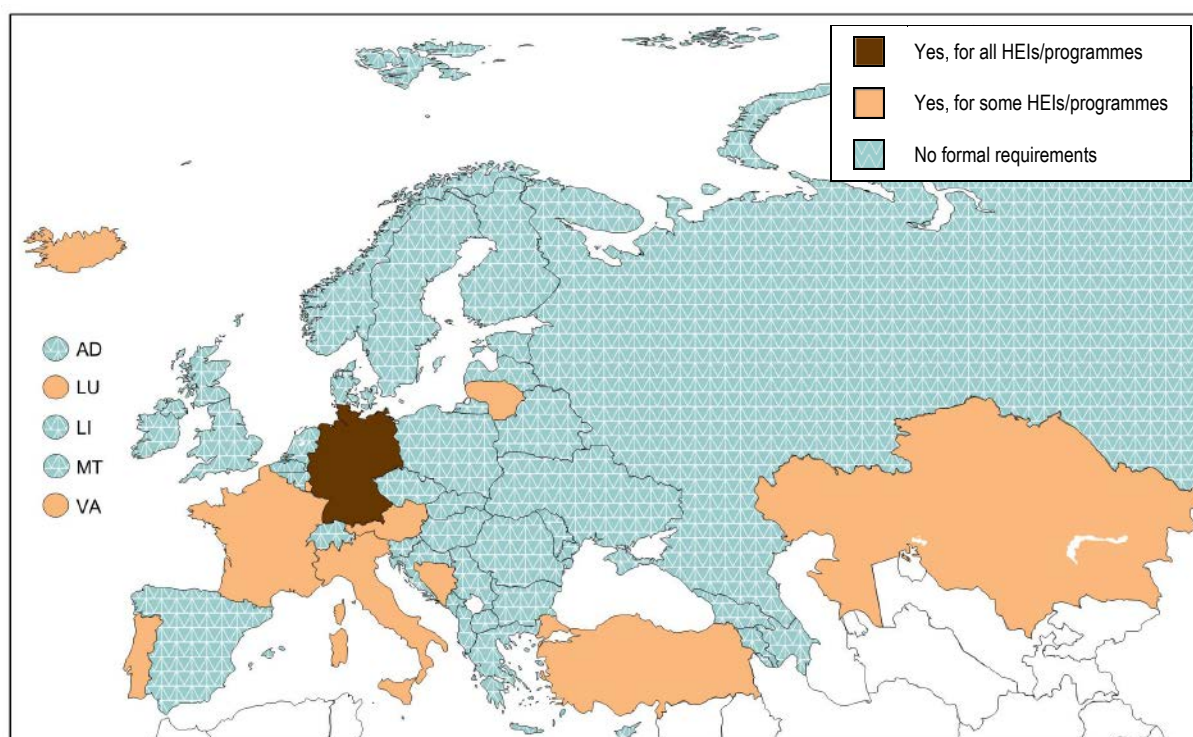 Yes, for all HEIs/programmes
Yes, for some HEIs/programmes
No formal requirements
AD
LU
LI
MT
VA